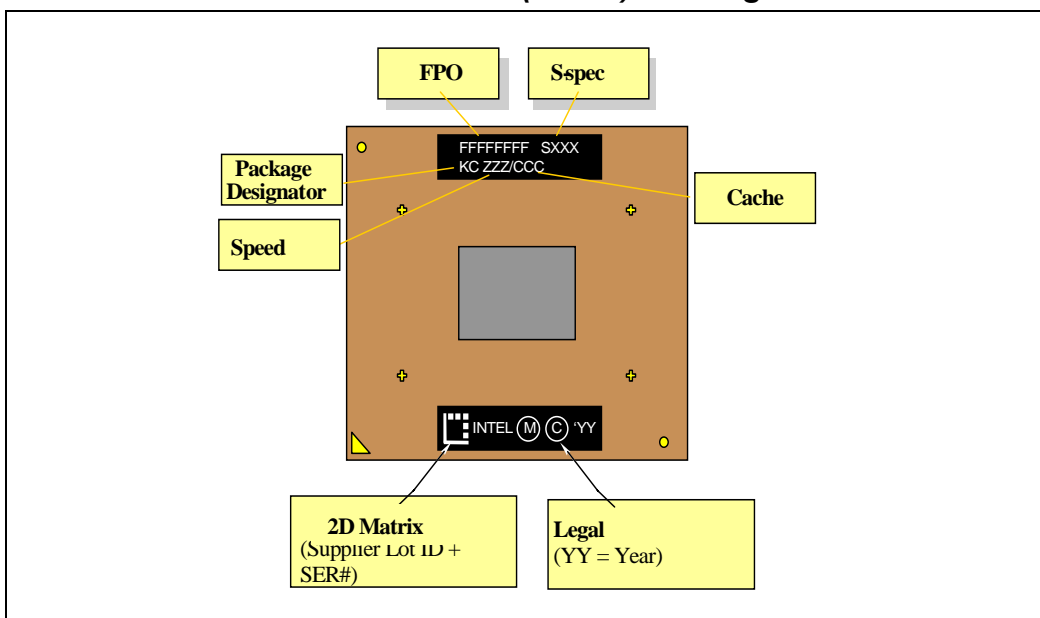 FPO
S-spec
FFFFFFFF SXXX
KC ZZZ/CCC
Package
Designator
Cache
Speed
INTEL M C 'YY
2D Matrix
(Supplier Lot ID +
SER#)
Legal
(YY = Year)